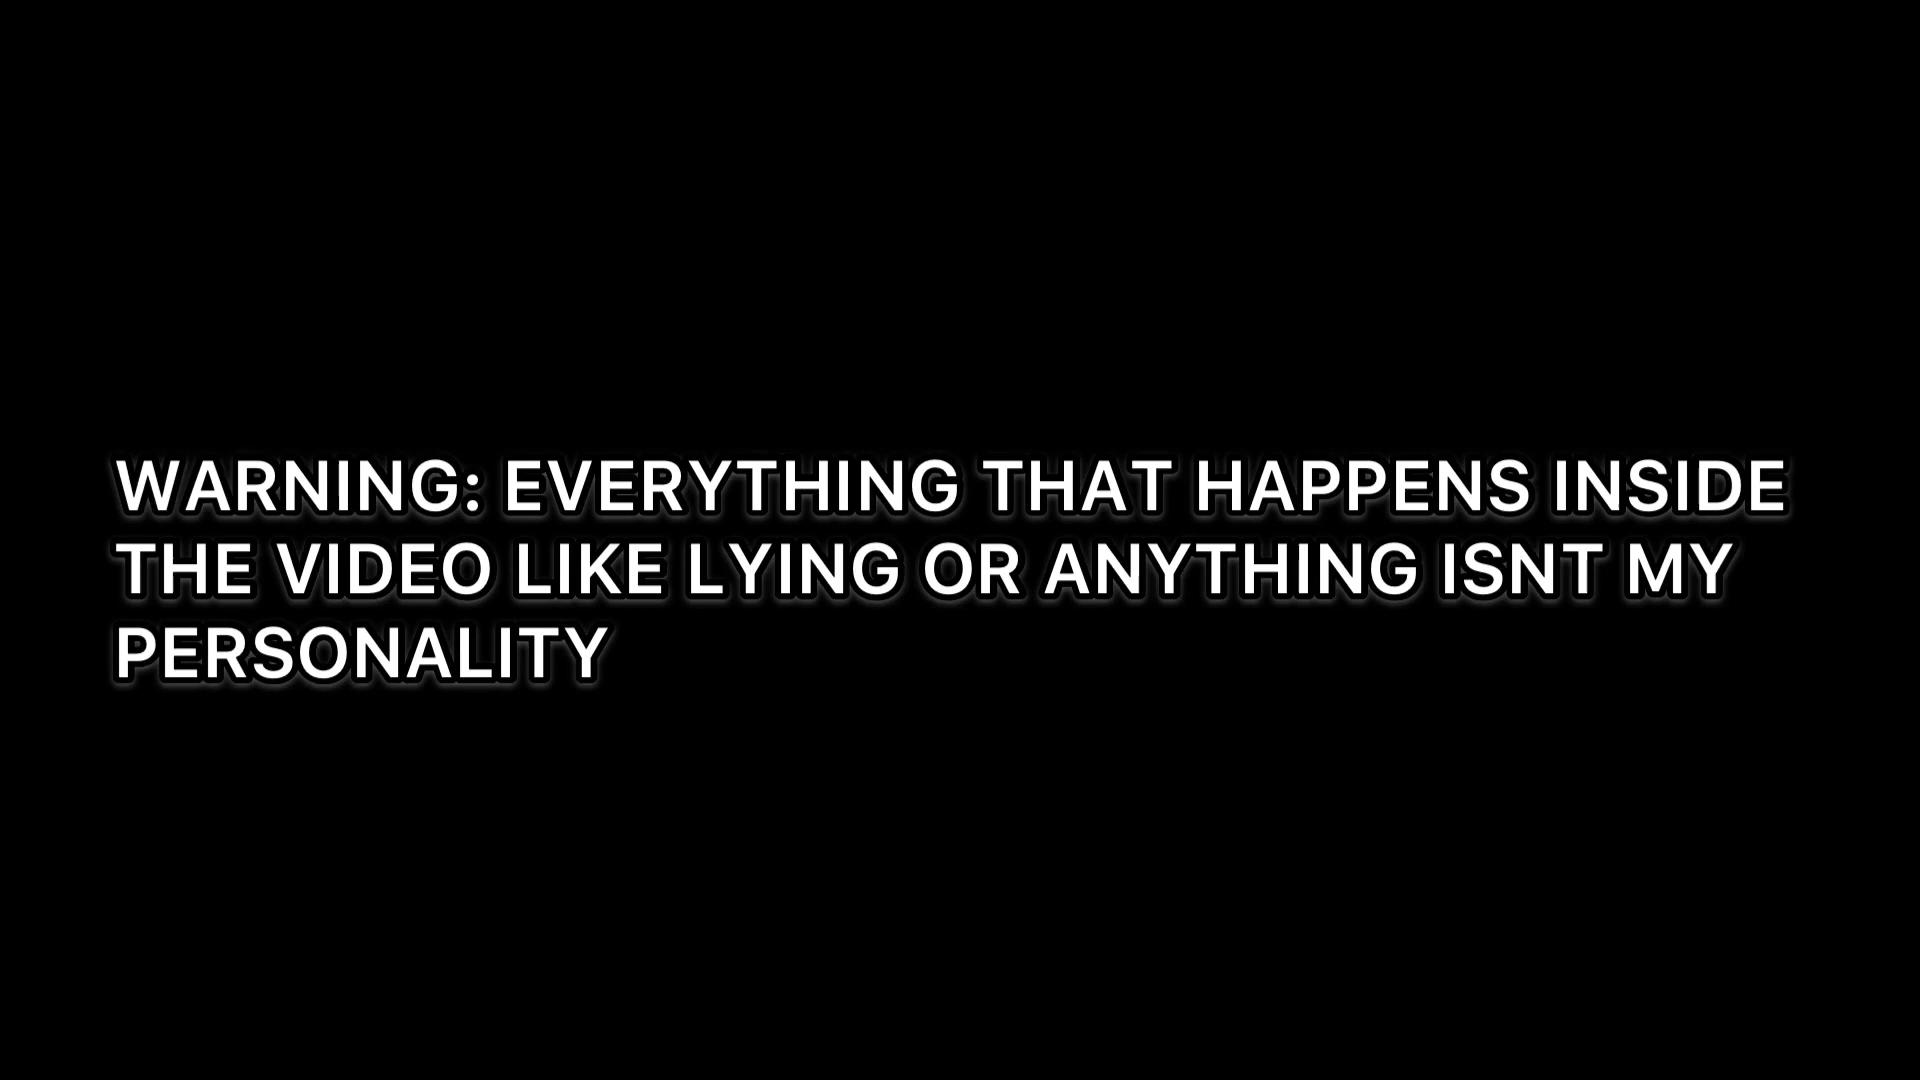 WARNING: EVERYTHING THAT HAPPENS INSIDE
THE VIDEO LIKE LYING OR ANYTHING ISNT MY
PERSONALITY